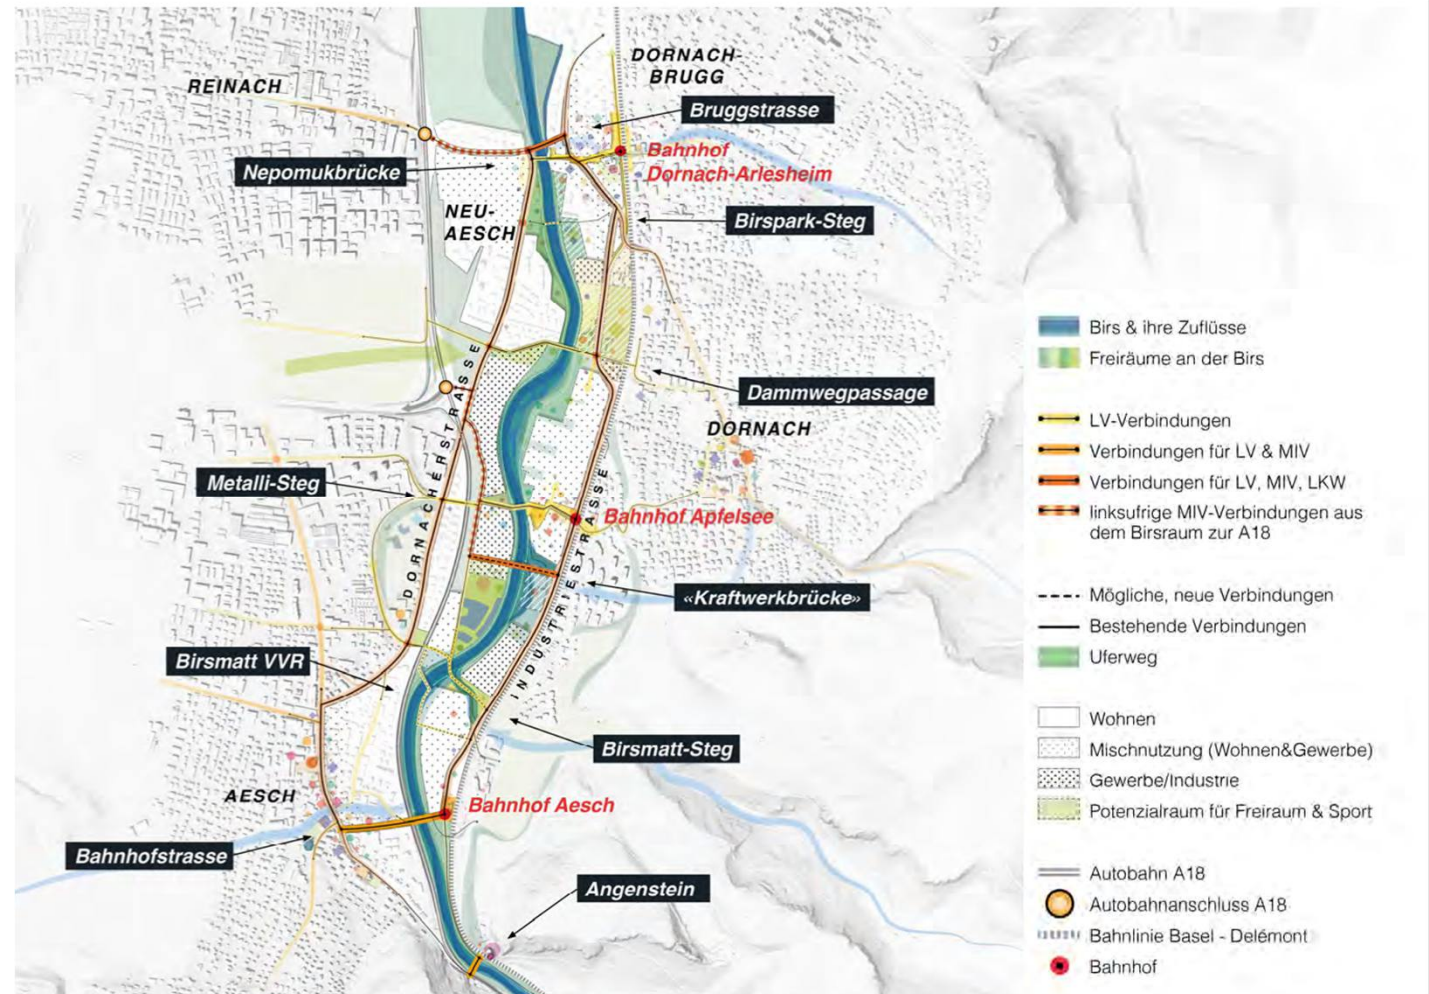 REINACH
DORNACH-
BRUGG
Bruggstrasse
Nepomukbrücke
Bahnhof
Dornach-Arlesheim
NEU-
AESCH
Birspark-Steg
DORNACHERSTRASSE
Dammwegpassage
DORNACH
Metalli-Steg
Bahnhof Apfelsee
INDUSTRIESTRASSE
«Kraftwerkbrücke»
Birsmatt VVR
Birsmatt-Steg
AESCH
Bahnhof Aesch
Bahnhofstrasse
Angenstein
Birs & ihre Zuflüsse
Freiräume an der Birs
LV-Verbindungen
Verbindungen für LV & MIV
Verbindungen für LV, MIV, LKW
linksufrige MIV-Verbindungen aus
dem Birsraum zur A18
Mögliche, neue Verbindungen
Bestehende Verbindungen
Uferweg
Wohnen
Mischnutzung (Wohnen&Gewerbe)
Gewerbe/Industrie
Potenzialraum für Freiraum & Sport
Autobahn A18
Autobahnanschluss A18
Bahnlinie Basel - Delémont
Bahnhof